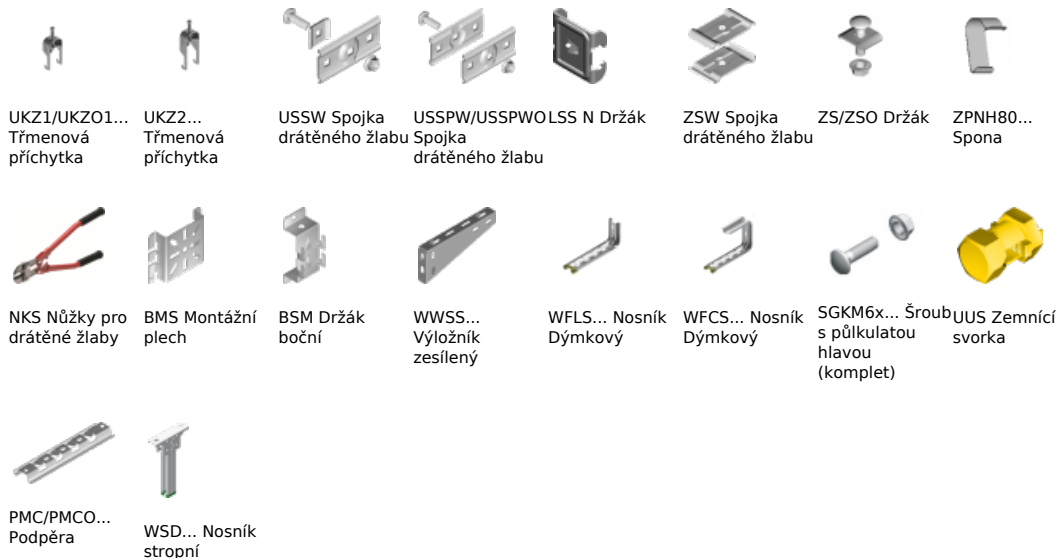 UKZ1/UKZO1...
Třmenová
příchytka
UKZ2...
Třmenová
příchytka
USSW Spojka
drátěného žlabu
USSPW/USSPWO
Spojka
drátěného žlabu
LSS N Držák
ZSW Spojka
drátěného žlabu
ZS/ZSO Držák
ZPNH80...
Spona
NKS Nůžky pro
drátěné žlaby
BMS Montážní
plech
BSM Držák
boční
WWSS...
Výložník
zesílený
WFLS... Nosník
Dýmkový
WFCS... Nosník
Dýmkový
SGKM6x... Šroub
s půlkulatou
hlavou
(komplet)
UUS Zemnící
svorka
PMC/PMCO...
Podpěra
WSD... Nosník
stropní